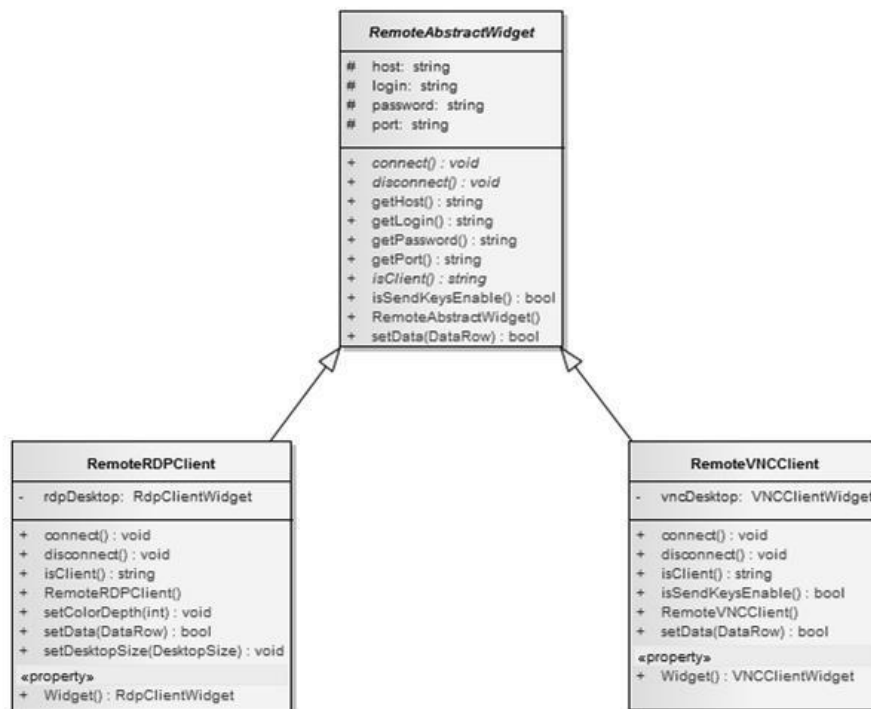 RemoteAbstractWidget
# host: string
# login: string
# password: string
# port: string
+ connect() : void
+ disconnect() : void
+ getHost() : string
+ getLogin() : string
+ getPassword() : string
+ getPort() : string
+ isClient() : string
+ isSendKeysEnable() : bool
+ RemoteAbstractWidget()
+ setData(DataRow) : bool
RemoteRDPClient
- rdpDesktop: RdpClientWidget
+ connect() : void
+ disconnect() : void
+ isClient() : string
+ RemoteRDPClient()
+ setColorDepth(int) : void
+ setData(DataRow) : bool
+ setDesktopSize(DesktopSize) : void
«property»
+ Widget() : RdpClientWidget
RemoteVNCClient
- vncDesktop: VNCClientWidget
+ connect() : void
+ disconnect() : void
+ isClient() : string
+ isSendKeysEnable() : bool
+ RemoteVNCClient()
+ setData(DataRow) : bool
«property»
+ Widget() : VNCClientWidget